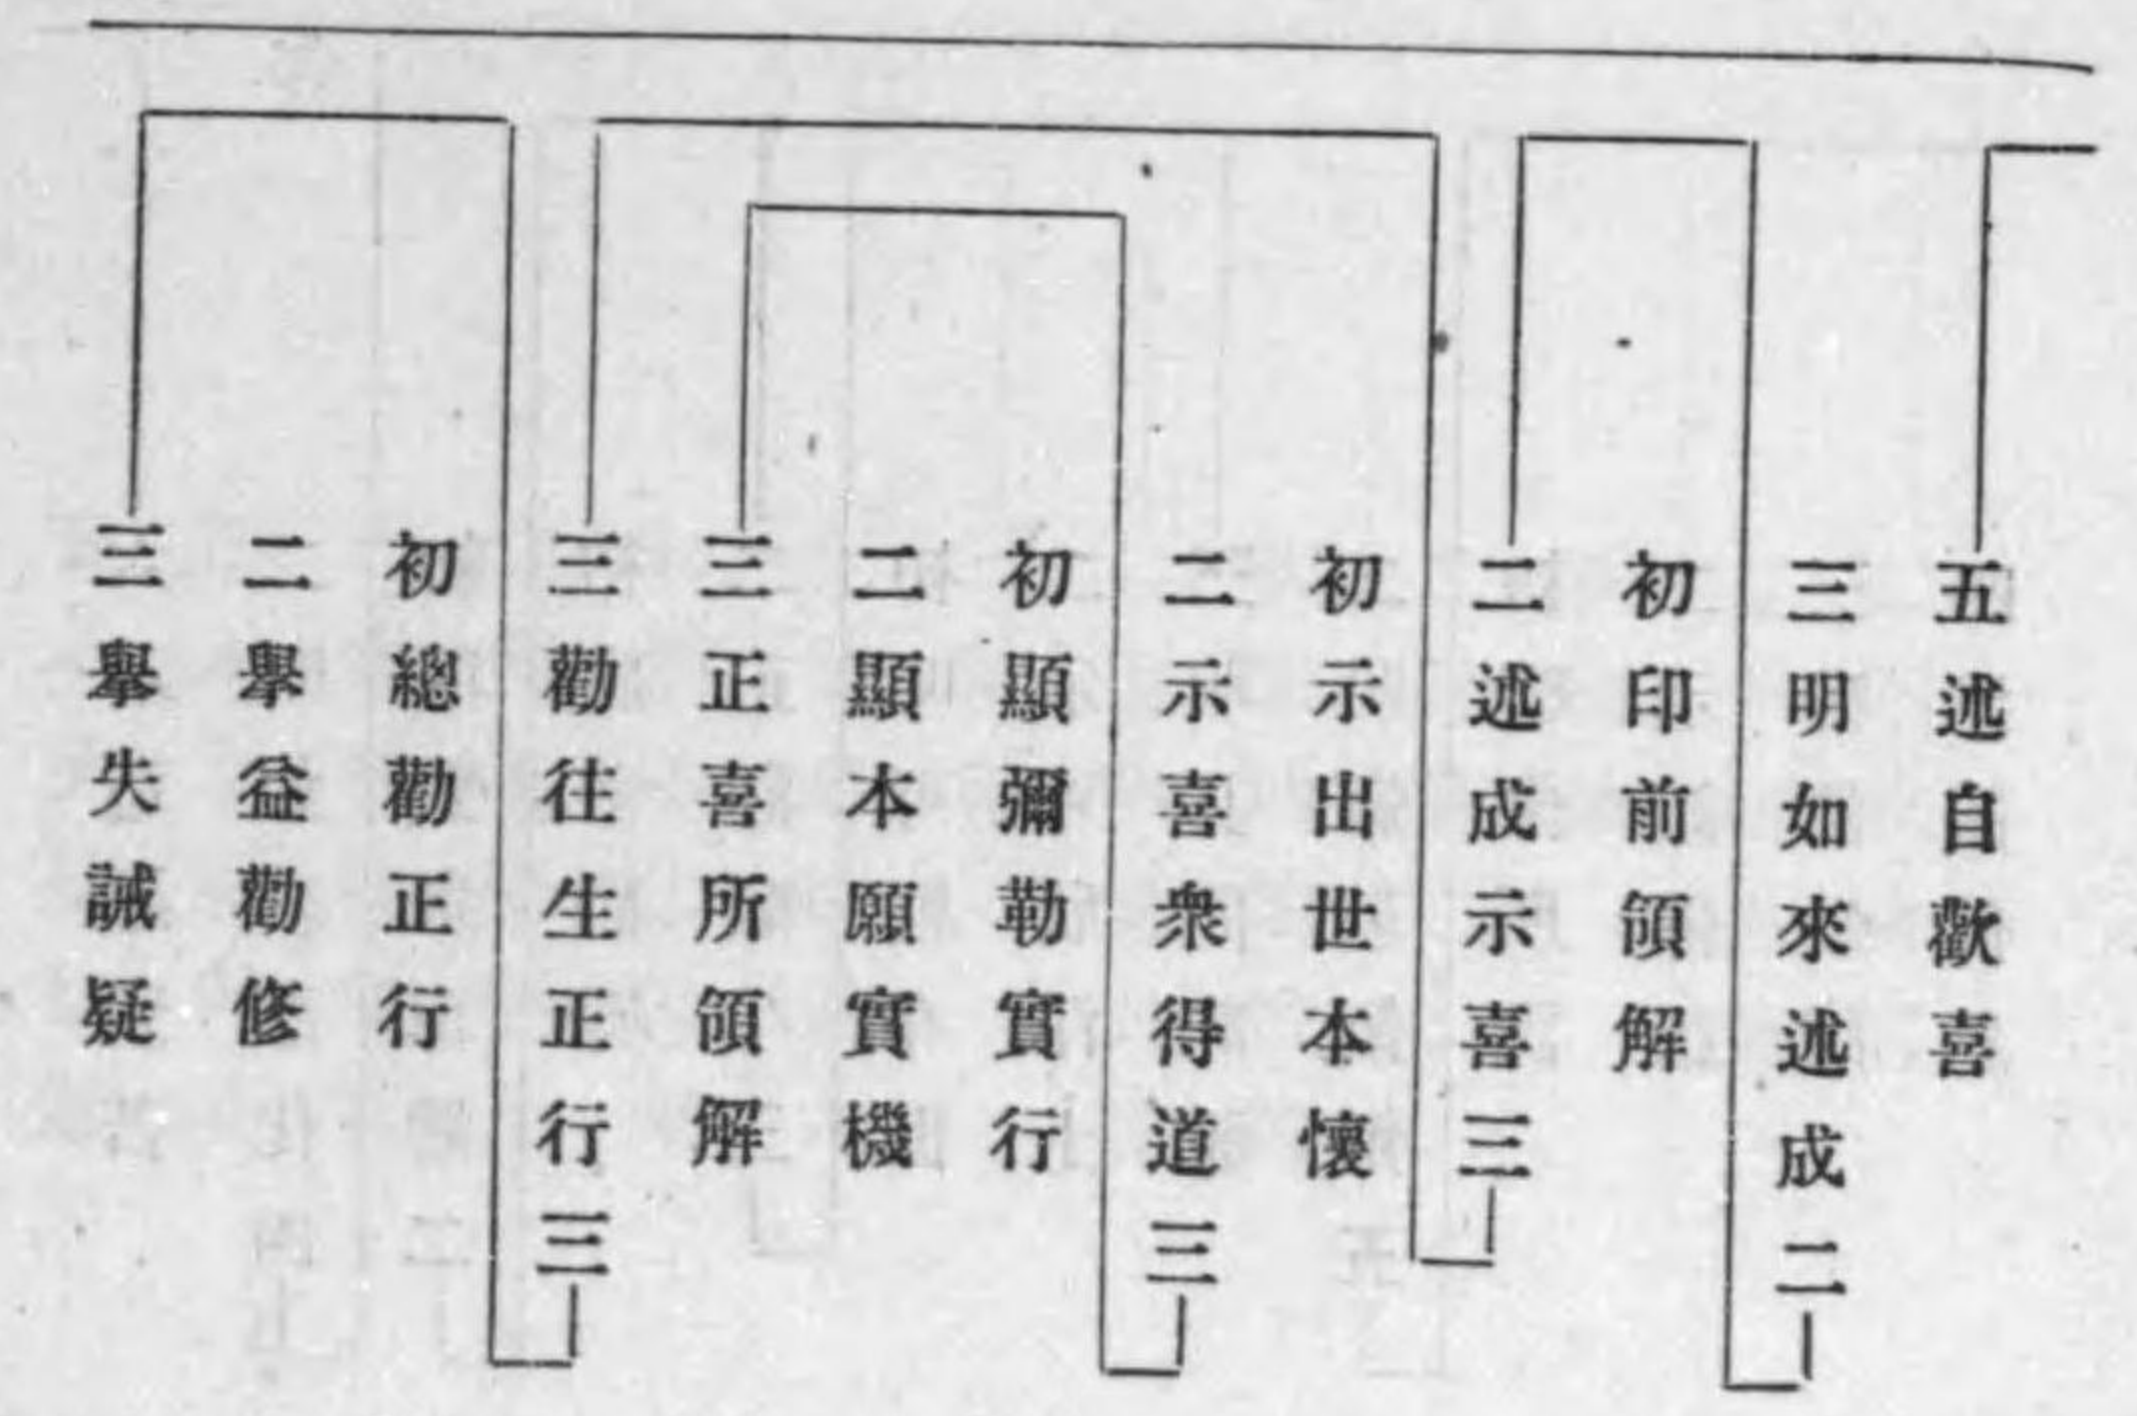 五述自歡喜
三明如來述成二
初印前領解
二述成示喜三
初示出世本懷
二示喜衆得道三
初顯彌勒實行
二顯本願實機
三正喜所領解
三勸往生正行三
初總勸正行
二擧益勸修
三擧失誡疑